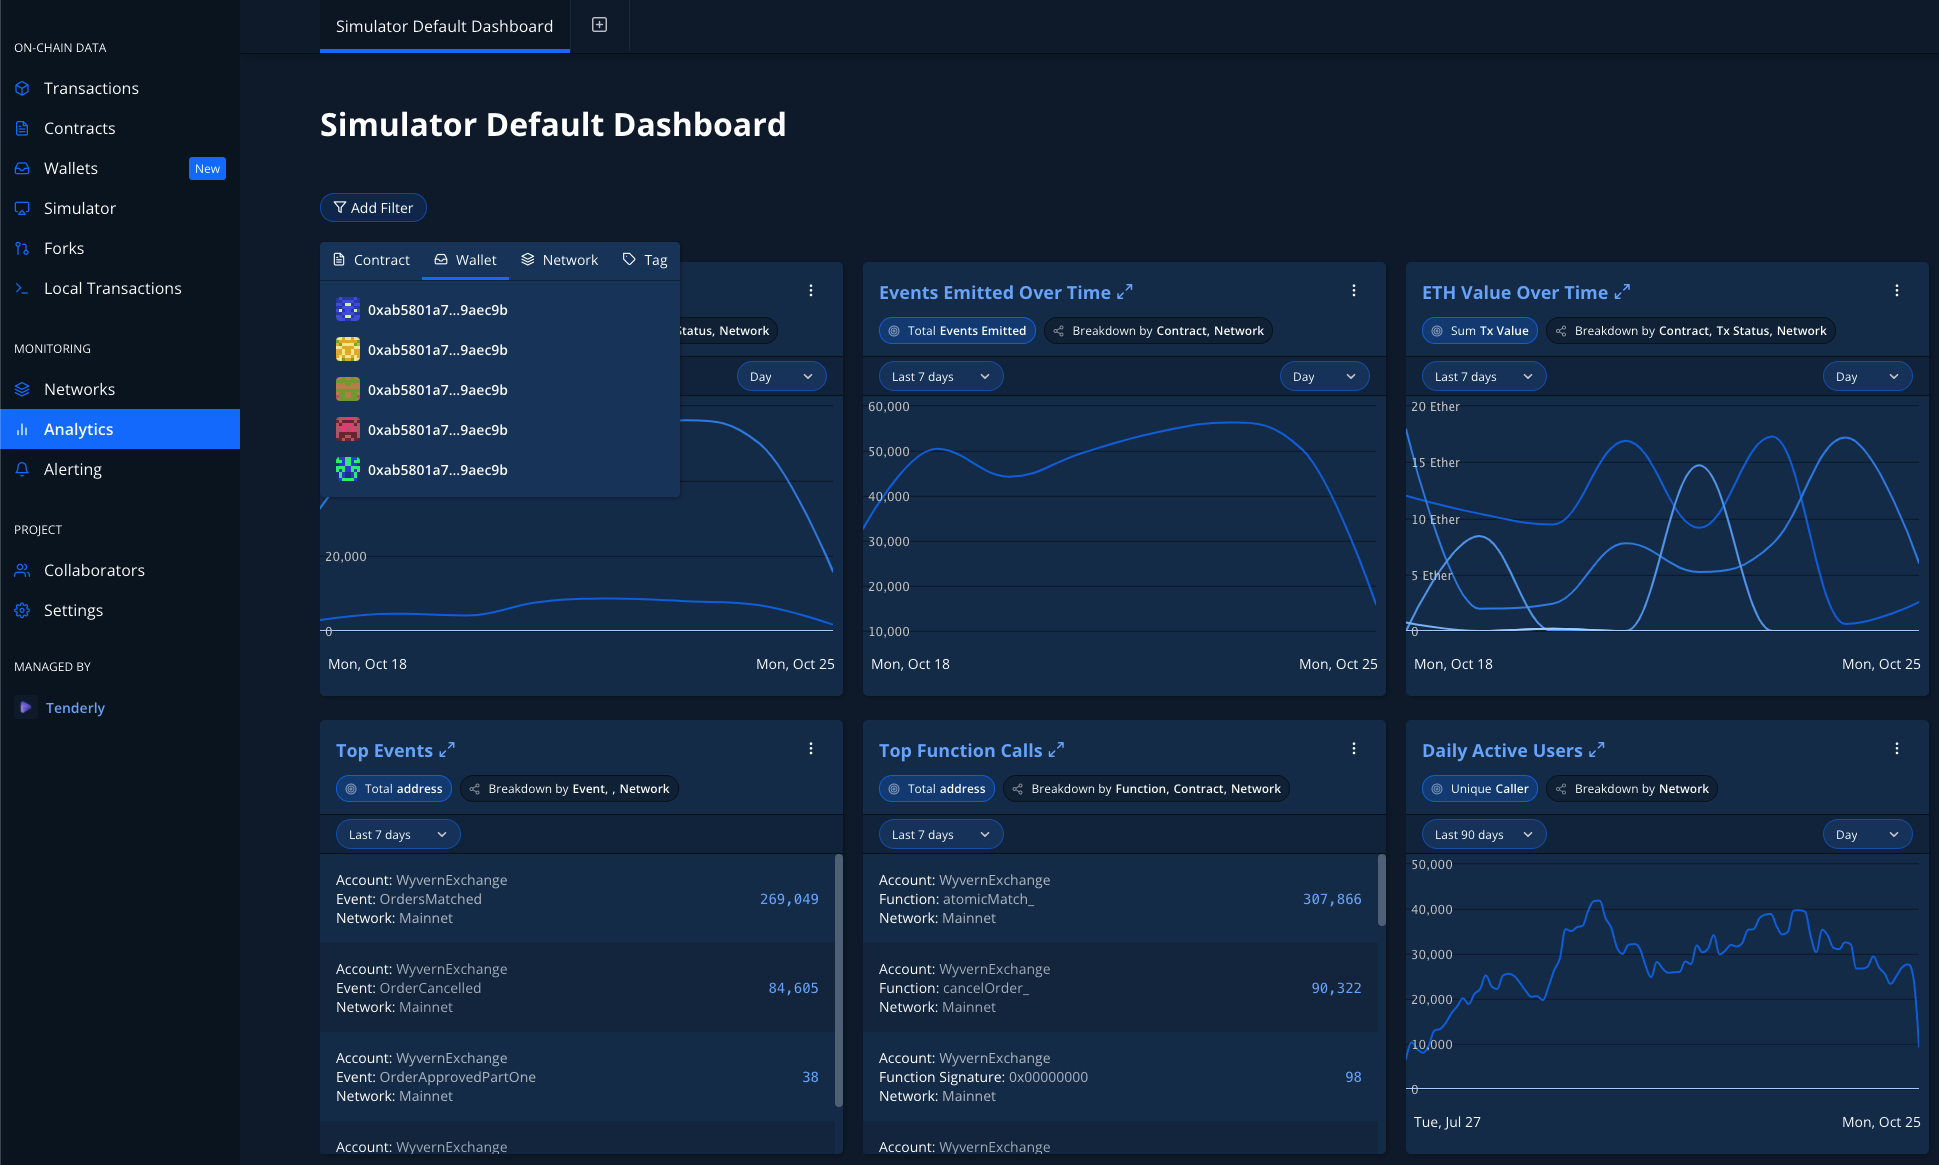 ON-CHAIN DATA
Transactions
Contracts
Wallets
New
Simulator
Forks
Local Transactions
MONITORING
Networks
Analytics
Alerting
PROJECT
Collaborators
Settings
MANAGED BY
Tenderly
Simulator Default Dashboard
Simulator Default Dashboard
Add Filter
Contract
Wallet
Network
Tag
0xab5801a7...9aec9b
0xab5801a7...9aec9b
0xab5801a7...9aec9b
0xab5801a7...9aec9b
0xab5801a7...9aec9b
Status, Network
Day
20,000
0
Mon, Oct 18
Mon, Oct 25
Events Emitted Over Time
Total Events Emitted
Breakdown by Contract, Network
Last 7 days
Day
60,000
50,000
40,000
30,000
20,000
10,000
Mon, Oct 18
Mon, Oct 25
ETH Value Over Time
Sum Tx Value
Breakdown by Contract, Tx Status, Network
Last 7 days
Day
20 Ether
15 Ether
10 Ether
5 Ether
0
Mon, Oct 18
Mon, Oct 25
Top Events
Total address
Breakdown by Event, , Network
Last 7 days
Account: WyvernExchange
Event: OrdersMatched
Network: Mainnet
269,049
Account: WyvernExchange
Event: OrderCancelled
Network: Mainnet
84,605
Account: WyvernExchange
Event: OrderApprovedPartOne
Network: Mainnet
38
Account: WyvernExchange
Top Function Calls
Total address
Breakdown by Function, Contract, Network
Last 7 days
Account: WyvernExchange
Function: atomicMatch_
Network: Mainnet
307,866
Account: WyvernExchange
Function: cancelOrder_
Network: Mainnet
90,322
Account: WyvernExchange
Function Signature: 0x00000000
Network: Mainnet
98
Account: WyvernExchange
Daily Active Users
Unique Caller
Breakdown by Network
Last 90 days
Day
50,000
40,000
30,000
20,000
10,000
0
Tue, Jul 27
Mon, Oct 25